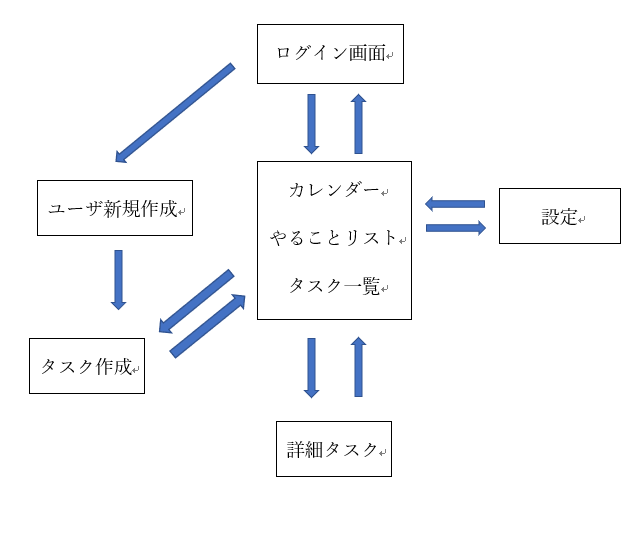 ログイン画面
ユーザ新規作成
カレンダー
やることリスト
タスク一覧
設定
タスク作成
詳細タスク